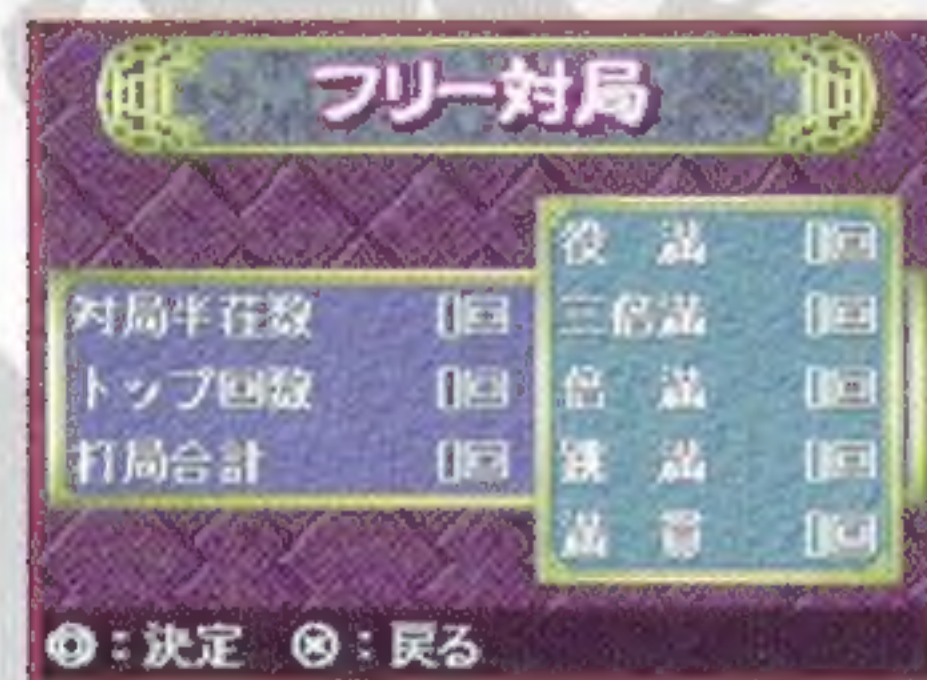 フリー対局
対局半荘数 0回
トップ回数 0回
打局合計 0回
役満 0回
三倍満 0回
倍満 0回
跳満 0回
満貫 0回
◎：決定 ⊗：戻る